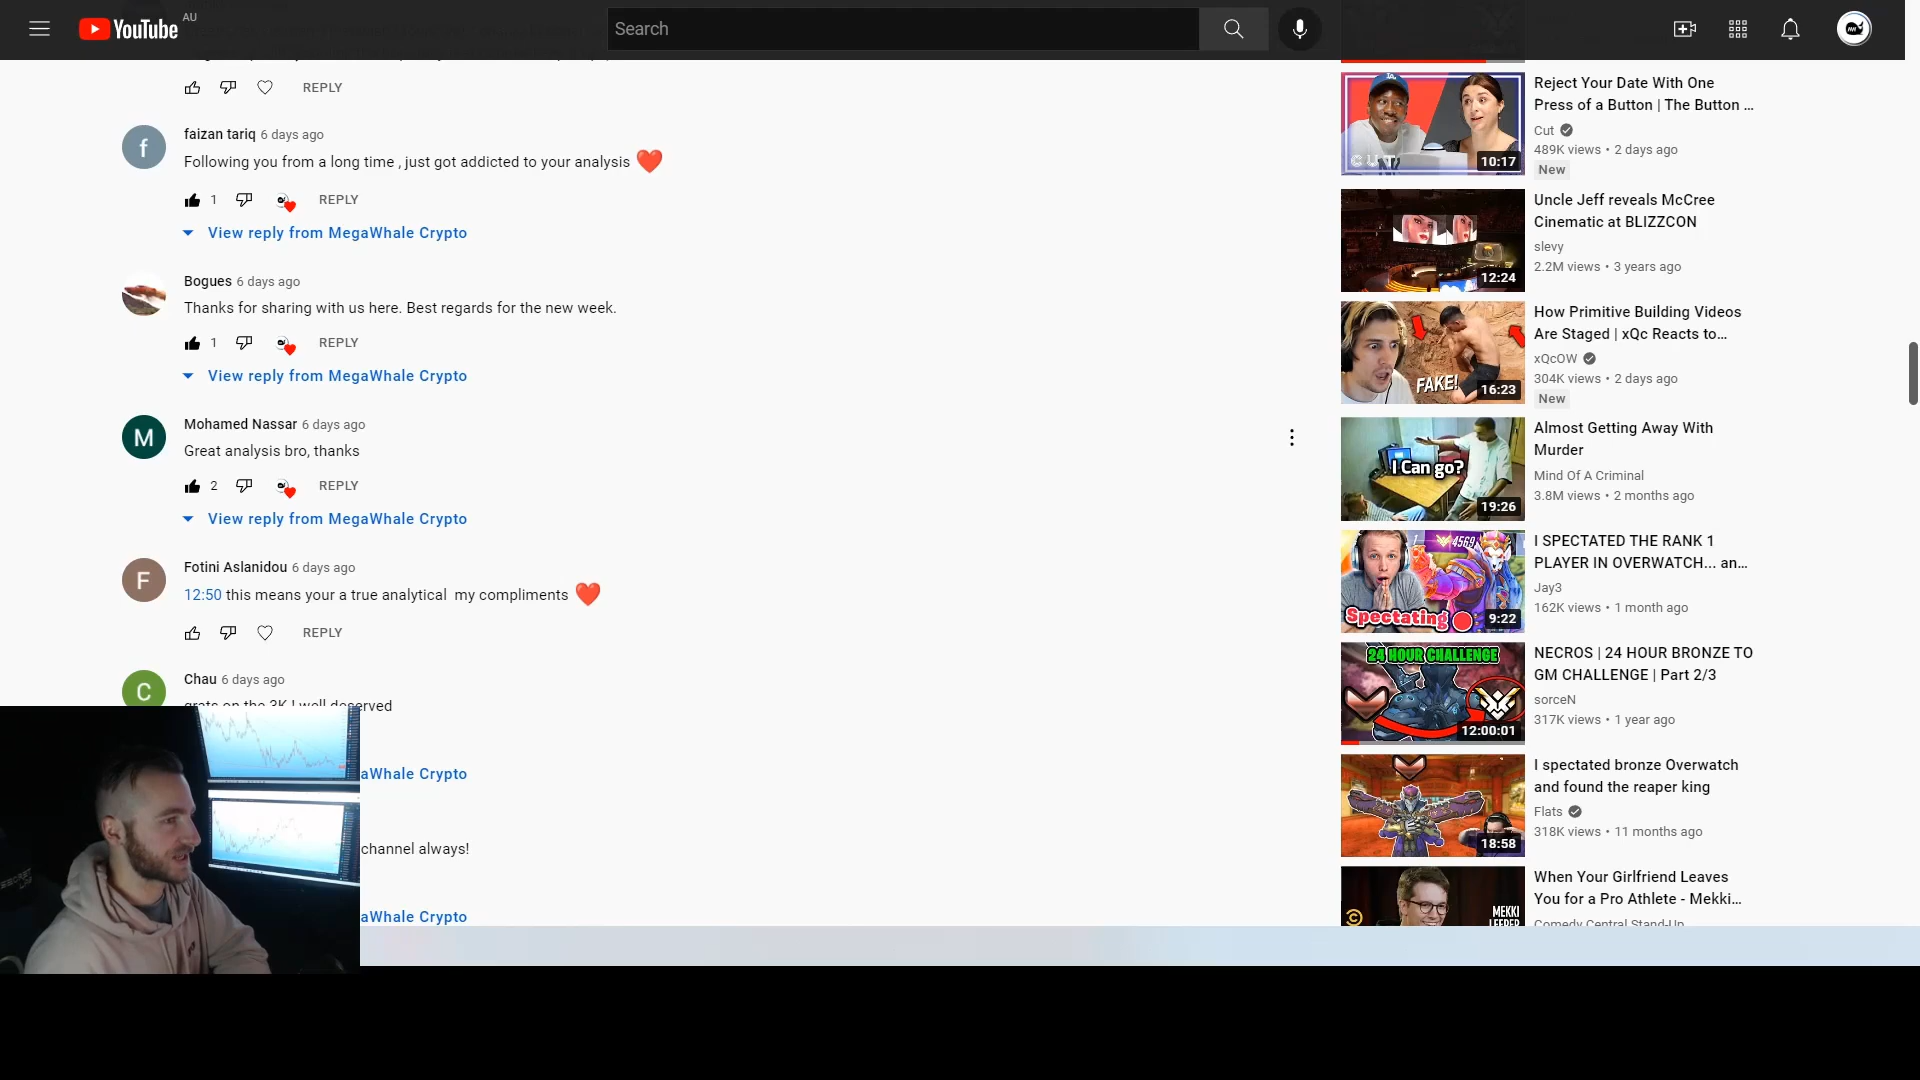 YouTube AU
Search
REPLY
faizan tariq 6 days ago
Following you from a long time , just got addicted to your analysis ❤️
1 REPLY
View reply from MegaWhale Crypto
Bogues 6 days ago
Thanks for sharing with us here. Best regards for the new week.
1 REPLY
View reply from MegaWhale Crypto
M
Mohamed Nassar 6 days ago
Great analysis bro, thanks
2 REPLY
View reply from MegaWhale Crypto
F
Fotini Aslanidou 6 days ago
12:50 this means your a true analytical my compliments ❤️
REPLY
C
Chau 6 days ago
grats on the 3K ! well deserved
aWhale Crypto
channel always!
aWhale Crypto
f
CUT
10:17
Reject Your Date With One
Press of a Button | The Button ...
Cut
489K views • 2 days ago
New
12:24
Uncle Jeff reveals McCree
Cinematic at BLIZZCON
slevy
2.2M views • 3 years ago
FAKE!
16:23
How Primitive Building Videos
Are Staged | xQc Reacts to...
xQcOW
304K views • 2 days ago
New
I Can go?
19:26
Almost Getting Away With
Murder
Mind Of A Criminal
3.8M views • 2 months ago
4569
Spectating
9:22
I SPECTATED THE RANK 1
PLAYER IN OVERWATCH... an...
Jay3
162K views • 1 month ago
24 HOUR CHALLENGE
12:00:01
NECROS | 24 HOUR BRONZE TO
GM CHALLENGE | Part 2/3
sorceN
317K views • 1 year ago
18:58
I spectated bronze Overwatch
and found the reaper king
Flats
318K views • 11 months ago
MEKKI
LEEPER
When Your Girlfriend Leaves
You for a Pro Athlete - Mekki...
Comedy Central Stand-Up